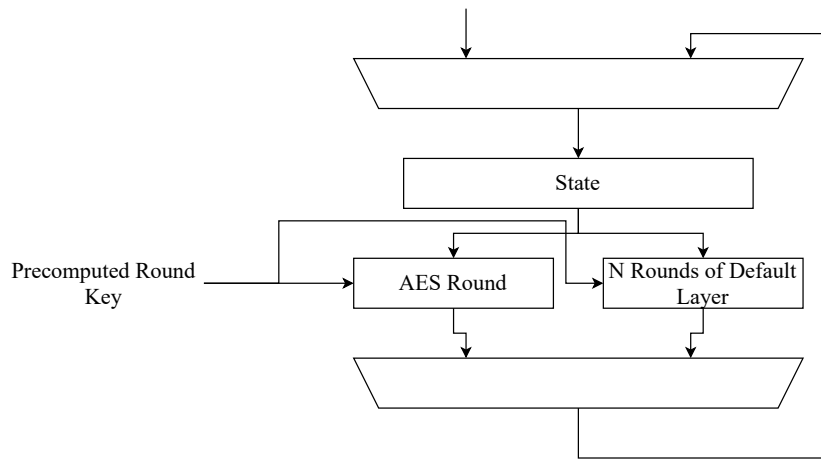 State
Precomputed Round
Key
AES Round
N Rounds of Default
Layer